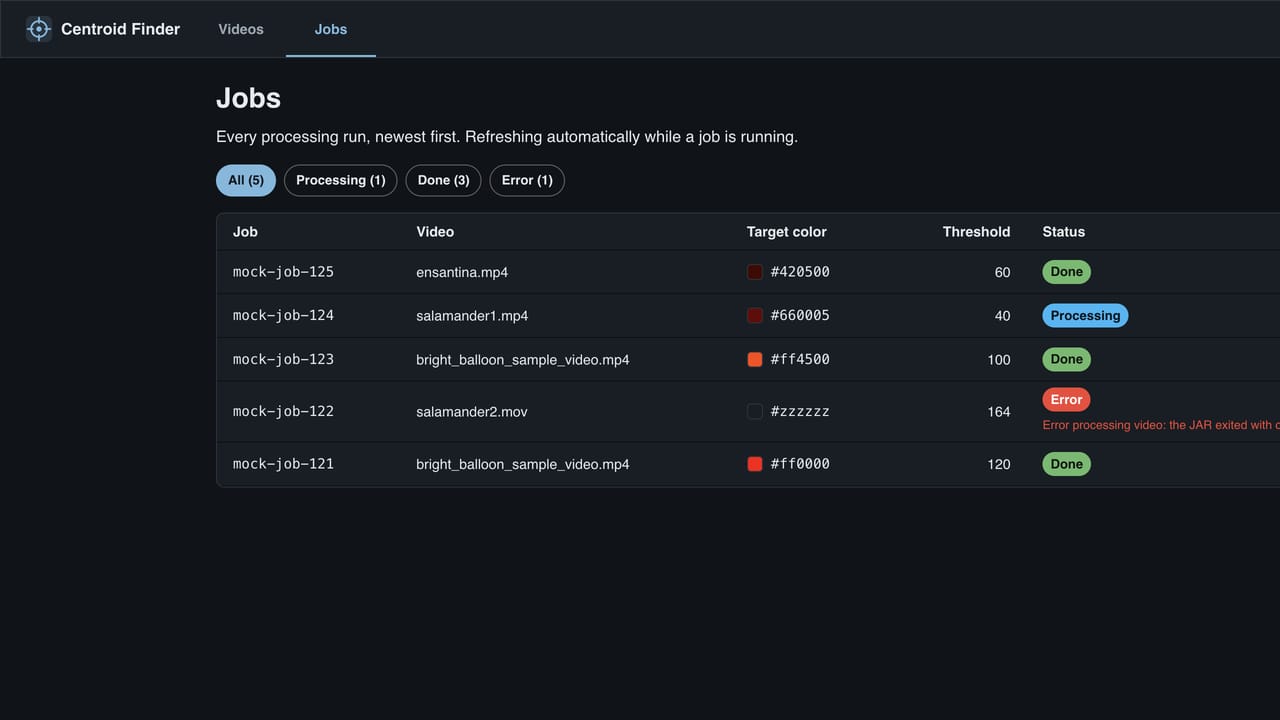 Centroid Finder Videos Jobs
Jobs
Every processing run, newest first. Refreshing automatically while a job is running.
All (5) Processing (1) Done (3) Error (1)
Job Video Target color Threshold Status
mock-job-125 ensantina.mp4 #420500 60 Done
mock-job-124 salamander1.mp4 #660005 40 Processing
mock-job-123 bright_balloon_sample_video.mp4 #ff4500 100 Done
mock-job-122 salamander2.mov #zzzzzz 164 Error
Error processing video: the JAR exited with
mock-job-121 bright_balloon_sample_video.mp4 #ff0000 120 Done